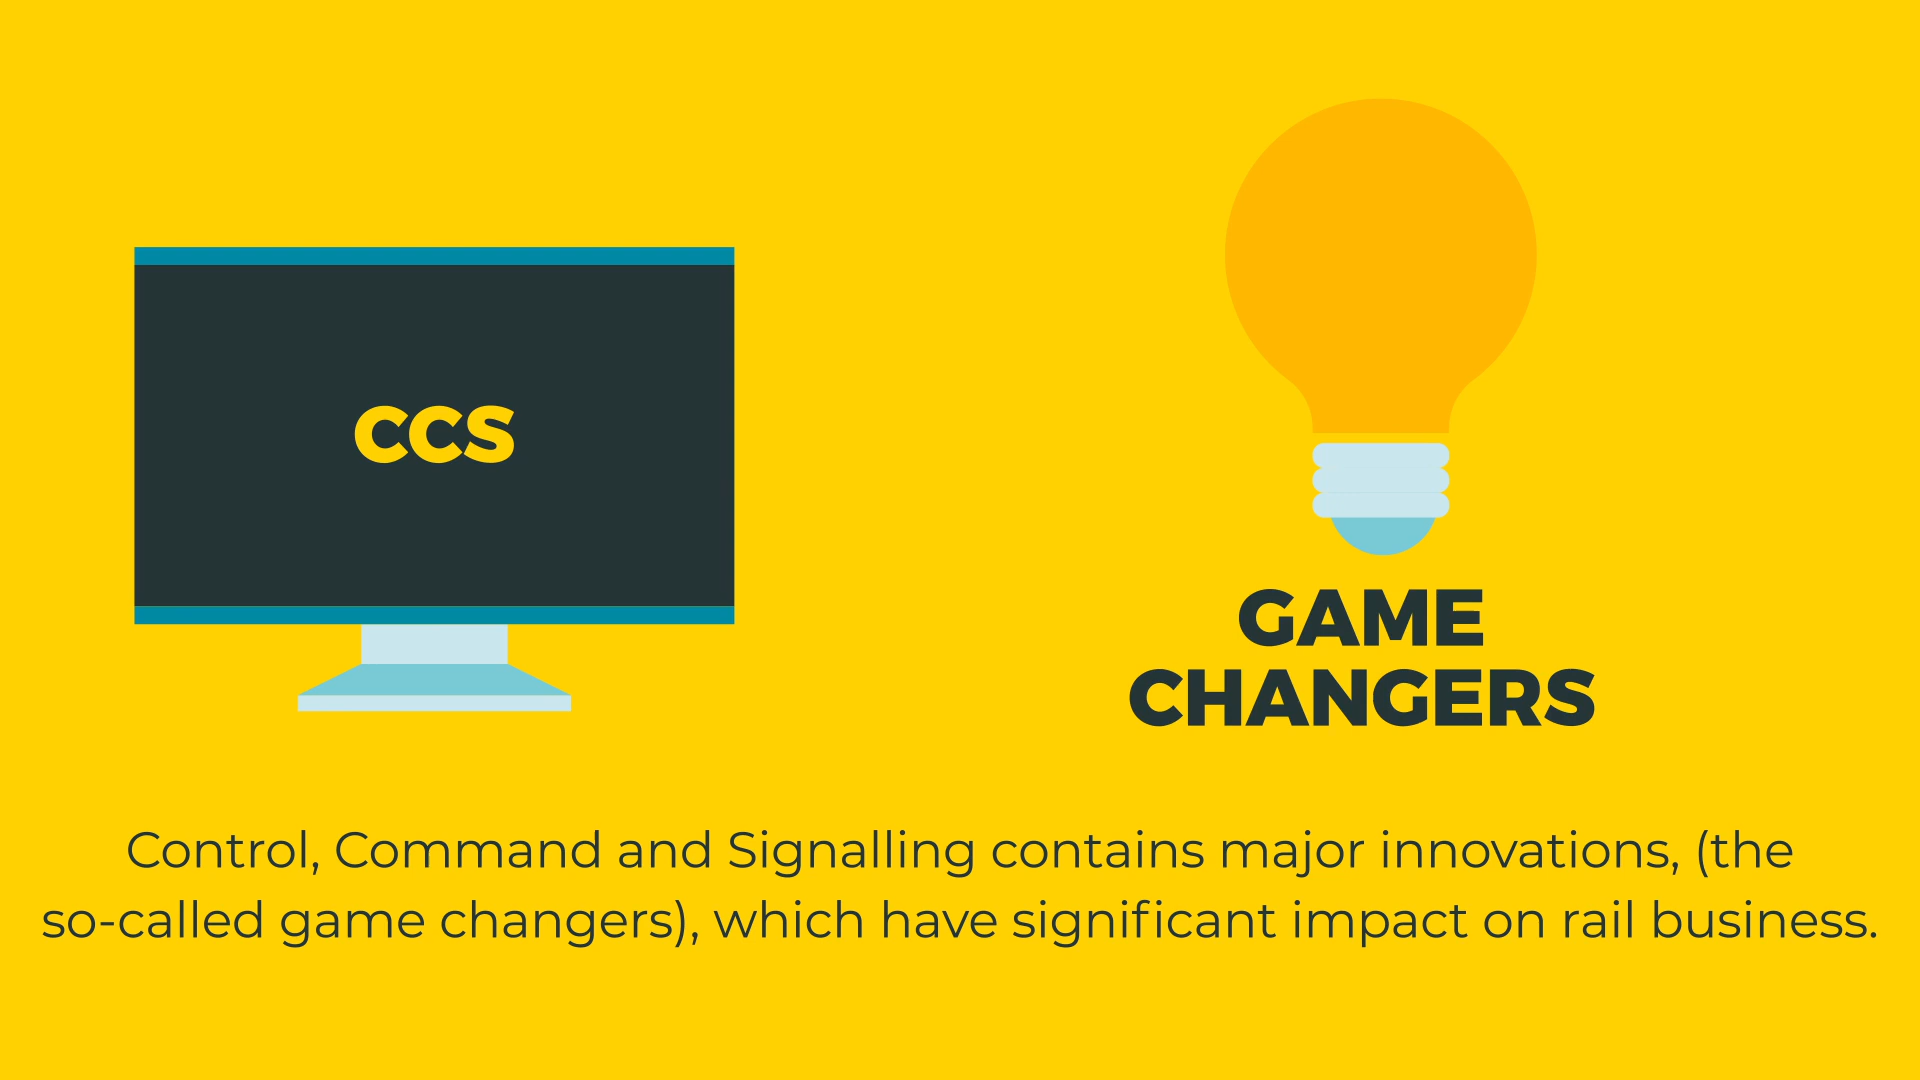 CCS
GAME
CHANGERS
Control, Command and Signalling contains major innovations, (the
so-called game changers), which have significant impact on rail business.